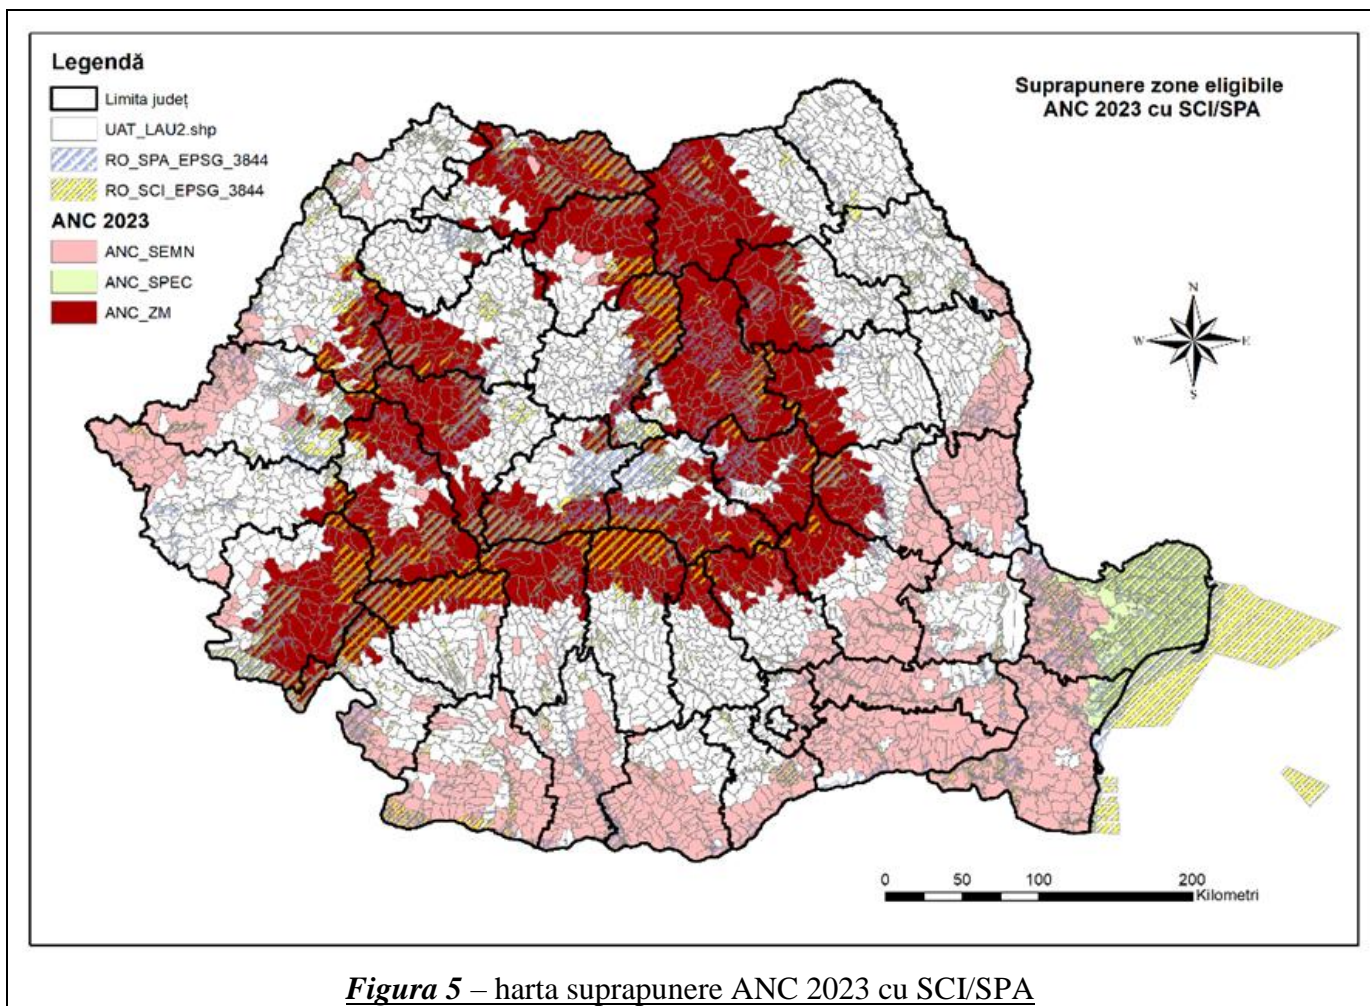 Legendă
Limita județ
UAT_LAU2.shp
RO_SPA_EPSG_3844
RO_SCI_EPSG_3844
ANC 2023
ANC_SEMN
ANC_SPEC
ANC_ZM
Suprapunere zone eligibile
ANC 2023 cu SCI/SPA
N
W E
S
0 50 100 200
Kilometri
Figura 5 – harta suprapunere ANC 2023 cu SCI/SPA